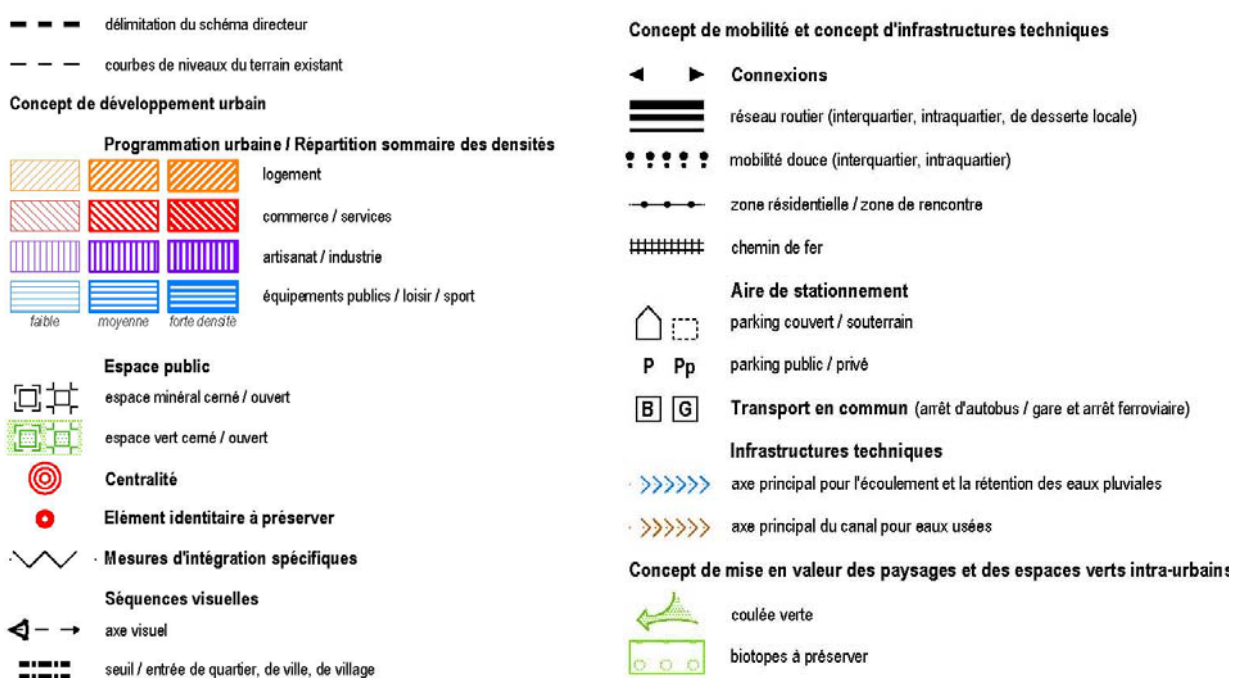 délimitation du schéma directeur
courbes de niveaux du terrain existant
Concept de développement urbain
Programmation urbaine / Répartition sommaire des densités
logement
commerce / services
artisanat / industrie
équipements publics / loisir / sport
faible moyenne forte densité
Espace public
espace minéral cerné / ouvert
espace vert cerné / ouvert
Centralité
Elément identitaire à préserver
Mesures d'intégration spécifiques
Séquences visuelles
axe visuel
seuil / entrée de quartier, de ville, de village
Concept de mobilité et concept d'infrastructures techniques
Connexions
réseau routier (interquartier, intraquartier, de desserte locale)
mobilité douce (interquartier, intraquartier)
zone résidentielle / zone de rencontre
chemin de fer
Aire de stationnement
parking couvert / souterrain
P Pp parking public / privé
B G Transport en commun (arrêt d'autobus / gare et arrêt ferroviaire)
Infrastructures techniques
axe principal pour l'écoulement et la rétention des eaux pluviales
axe principal du canal pour eaux usées
Concept de mise en valeur des paysages et des espaces verts intra-urbains
coulée verte
biotopes à préserver